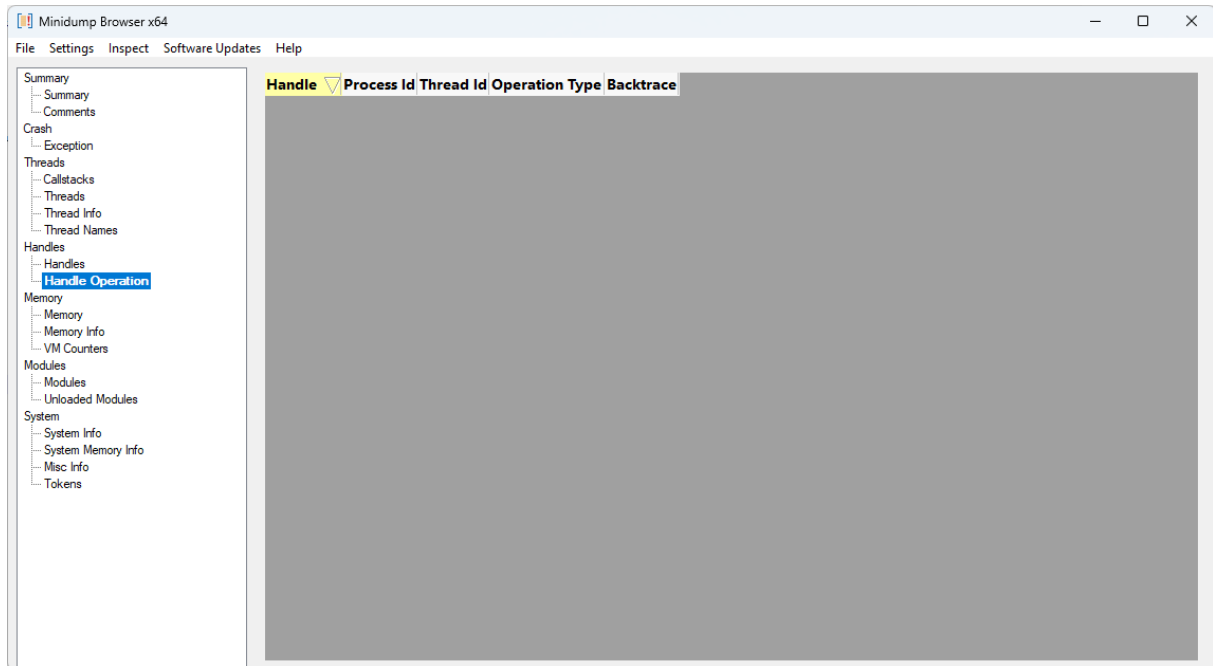 Minidump Browser x64
File Settings Inspect Software Updates Help
Summary
Summary
Comments
Crash
Exception
Threads
Callstacks
Threads
Thread Info
Thread Names
Handles
Handles
Handle Operation
Memory
Memory
Memory Info
VM Counters
Modules
Modules
Unloaded Modules
System
System Info
System Memory Info
Misc Info
Tokens
Handle Process Id Thread Id Operation Type Backtrace